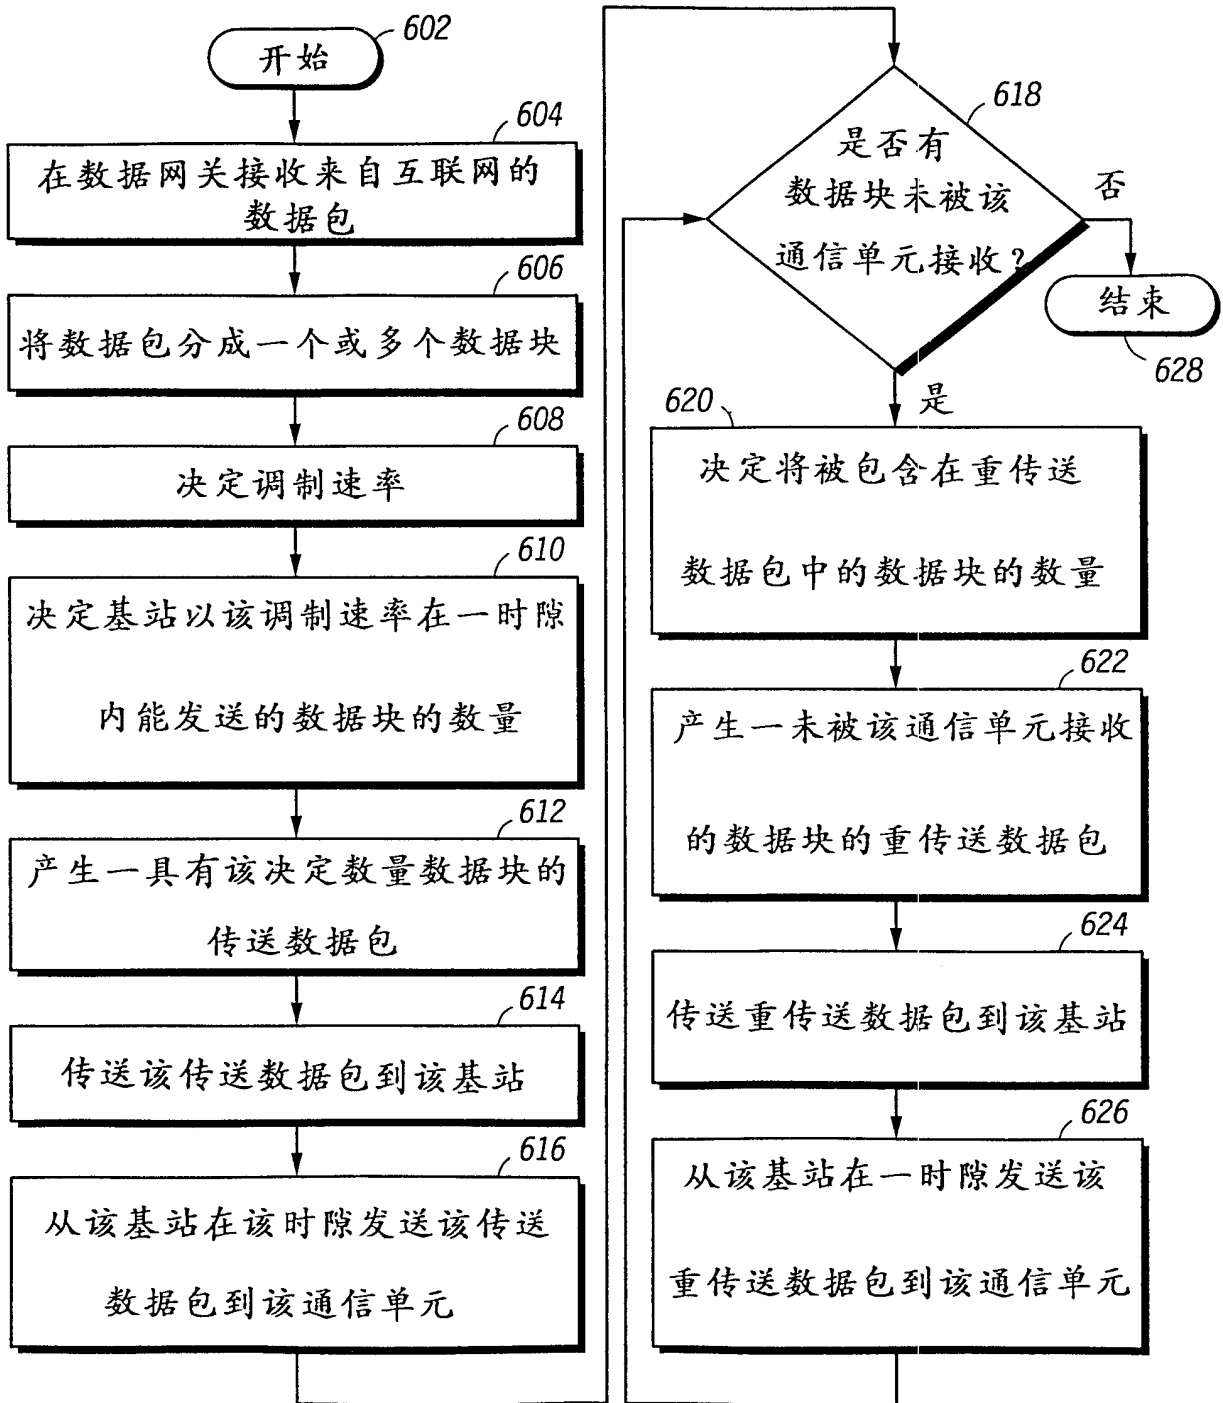 602
开始
604
在数据网关接收来自互联网的
数据包
606
将数据包分成一个或多个数据块
608
决定调制速率
610
决定基站以该调制速率在一时隙
内能发送的数据块的数量
612
产生一具有该决定数量数据块的
传送数据包
614
传送该传送数据包到该基站
616
从该基站在该时隙发送该传送
数据包到该通信单元
618
是否有
数据块未被该
通信单元接收?
否
结束
628
是
620
决定将被包含在重传送
数据包中的数据块的数量
622
产生一未被该通信单元接收
的数据块的重传送数据包
624
传送重传送数据包到该基站
626
从该基站在一时隙发送该
重传送数据包到该通信单元